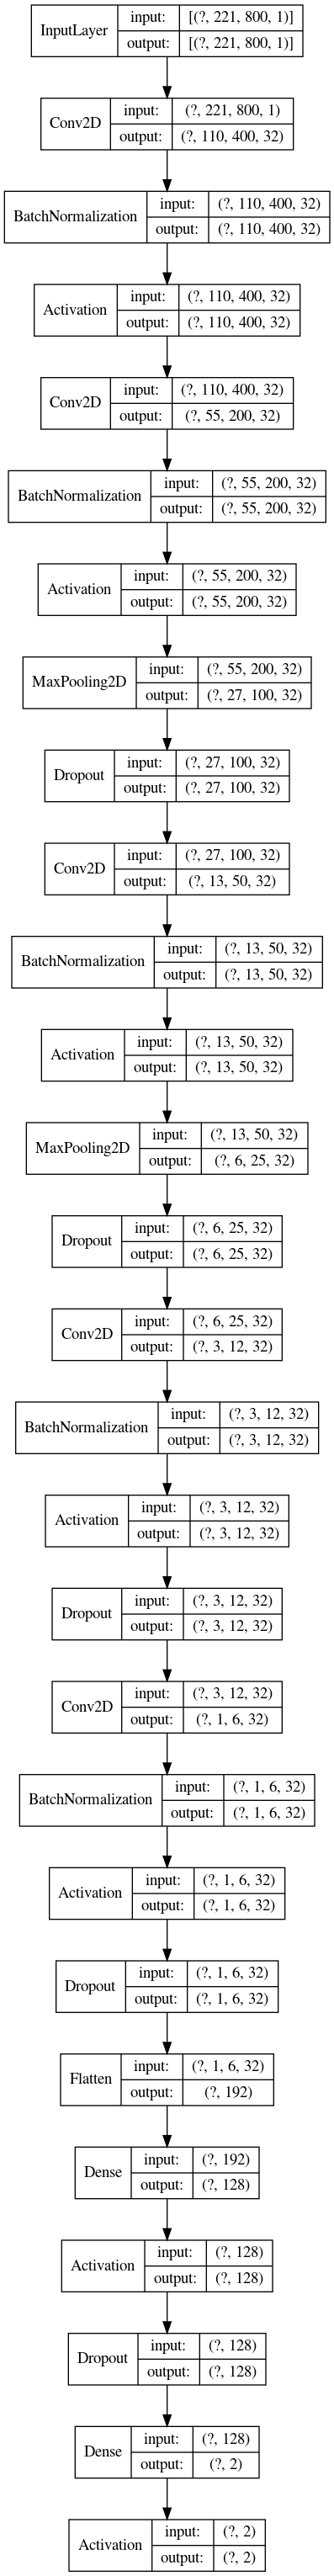 InputLayer input: [(?, 221, 800, 1)]
output: [(?, 221, 800, 1)]
Conv2D input: (?, 221, 800, 1)
output: (?, 110, 400, 32)
BatchNormalization input: (?, 110, 400, 32)
output: (?, 110, 400, 32)
Activation input: (?, 110, 400, 32)
output: (?, 110, 400, 32)
Conv2D input: (?, 110, 400, 32)
output: (?, 55, 200, 32)
BatchNormalization input: (?, 55, 200, 32)
output: (?, 55, 200, 32)
Activation input: (?, 55, 200, 32)
output: (?, 55, 200, 32)
MaxPooling2D input: (?, 55, 200, 32)
output: (?, 27, 100, 32)
Dropout input: (?, 27, 100, 32)
output: (?, 27, 100, 32)
Conv2D input: (?, 27, 100, 32)
output: (?, 13, 50, 32)
BatchNormalization input: (?, 13, 50, 32)
output: (?, 13, 50, 32)
Activation input: (?, 13, 50, 32)
output: (?, 13, 50, 32)
MaxPooling2D input: (?, 13, 50, 32)
output: (?, 6, 25, 32)
Dropout input: (?, 6, 25, 32)
output: (?, 6, 25, 32)
Conv2D input: (?, 6, 25, 32)
output: (?, 3, 12, 32)
BatchNormalization input: (?, 3, 12, 32)
output: (?, 3, 12, 32)
Activation input: (?, 3, 12, 32)
output: (?, 3, 12, 32)
Dropout input: (?, 3, 12, 32)
output: (?, 3, 12, 32)
Conv2D input: (?, 3, 12, 32)
output: (?, 1, 6, 32)
BatchNormalization input: (?, 1, 6, 32)
output: (?, 1, 6, 32)
Activation input: (?, 1, 6, 32)
output: (?, 1, 6, 32)
Dropout input: (?, 1, 6, 32)
output: (?, 1, 6, 32)
Flatten input: (?, 1, 6, 32)
output: (?, 192)
Dense input: (?, 192)
output: (?, 128)
Activation input: (?, 128)
output: (?, 128)
Dropout input: (?, 128)
output: (?, 128)
Dense input: (?, 128)
output: (?, 2)
Activation input: (?, 2)
output: (?, 2)